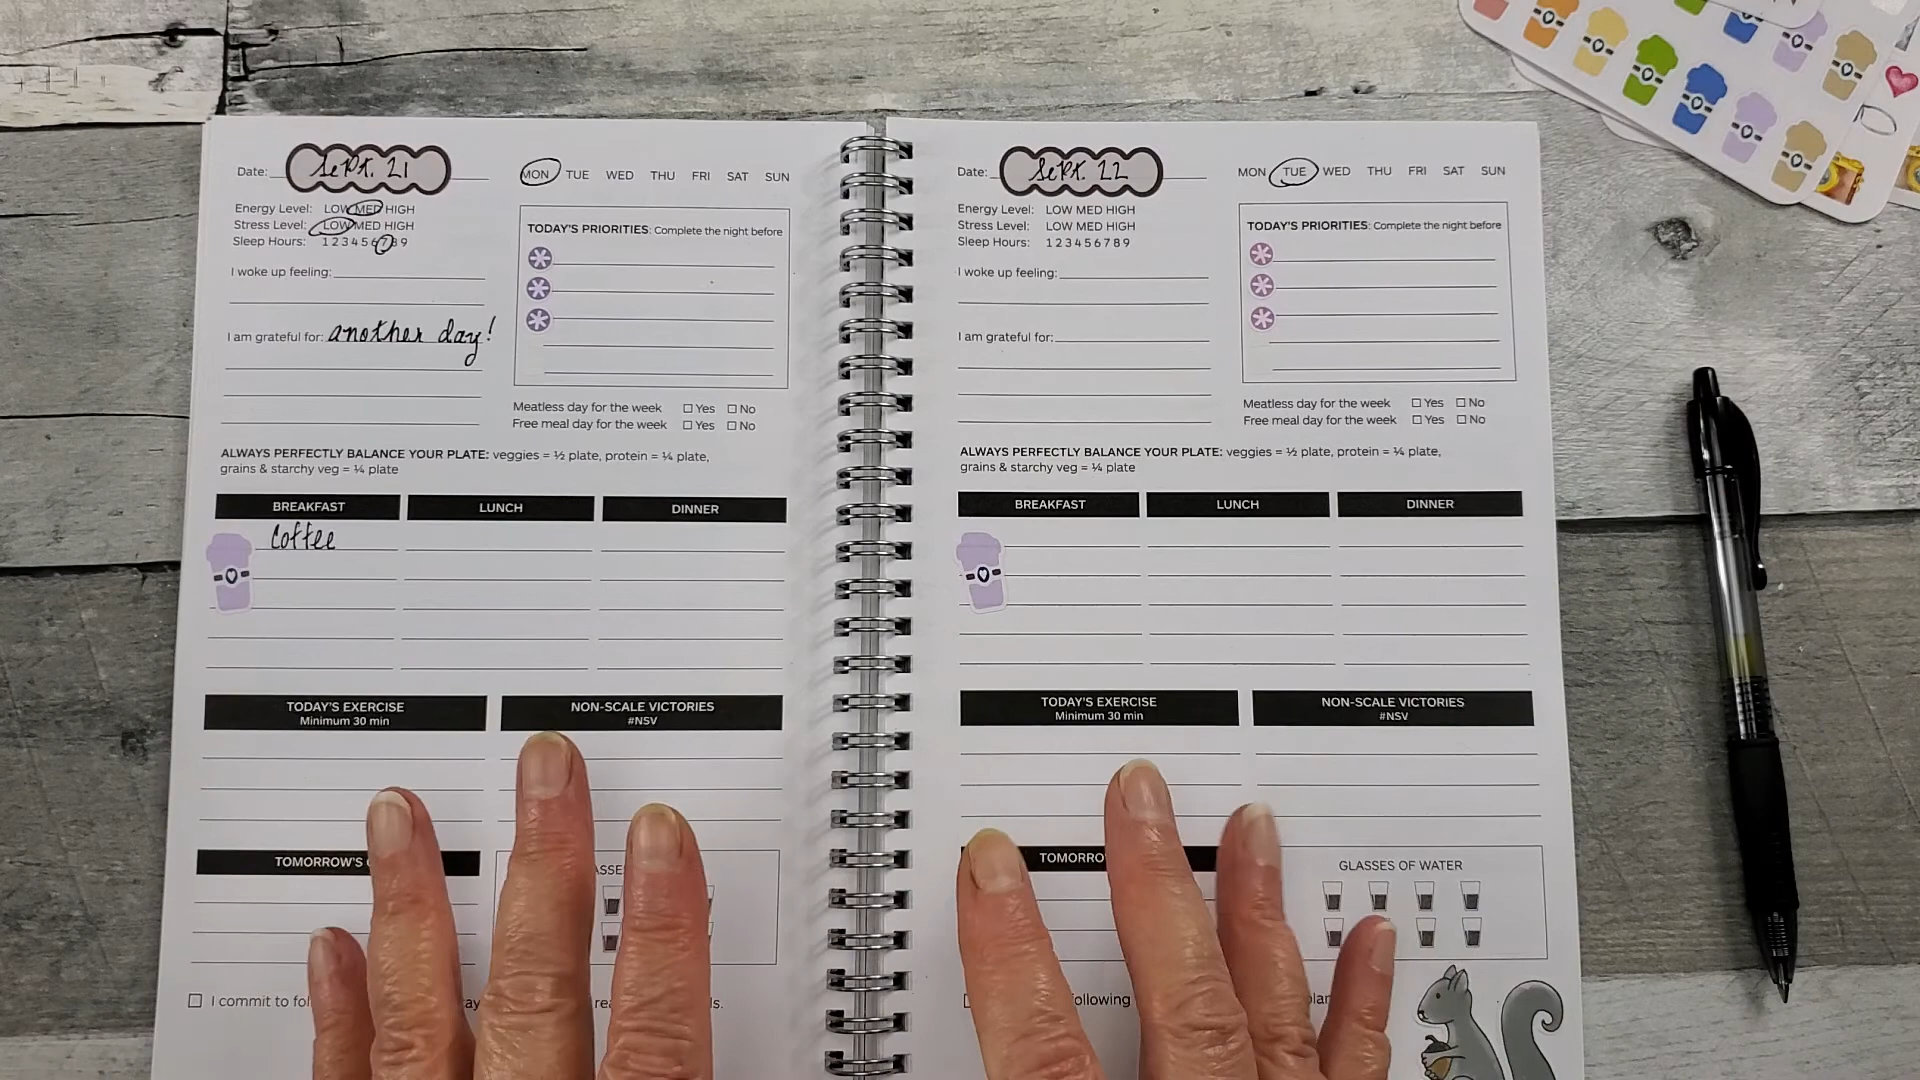 Date: Sept. 21
MON TUE WED THU FRI SAT SUN
Energy Level: LOW MED HIGH
Stress Level: LOW MED HIGH
Sleep Hours: 1 2 3 4 5 6 7 8 9
I woke up feeling:
I am grateful for: another day!
TODAY'S PRIORITIES: Complete the night before
Meatless day for the week Yes No
Free meal day for the week Yes No
ALWAYS PERFECTLY BALANCE YOUR PLATE: veggies = ½ plate, protein = ¼ plate,
grains & starchy veg = ¼ plate
BREAKFAST LUNCH DINNER
Coffee
TODAY'S EXERCISE
Minimum 30 min
NON-SCALE VICTORIES
#NSV
TOMORROW'S
I commit to
Date: Sept. 22
MON TUE WED THU FRI SAT SUN
Energy Level: LOW MED HIGH
Stress Level: LOW MED HIGH
Sleep Hours: 1 2 3 4 5 6 7 8 9
I woke up feeling:
I am grateful for:
TODAY'S PRIORITIES: Complete the night before
Meatless day for the week Yes No
Free meal day for the week Yes No
ALWAYS PERFECTLY BALANCE YOUR PLATE: veggies = ½ plate, protein = ¼ plate,
grains & starchy veg = ¼ plate
BREAKFAST LUNCH DINNER
TODAY'S EXERCISE
Minimum 30 min
NON-SCALE VICTORIES
#NSV
GLASSES OF WATER
following